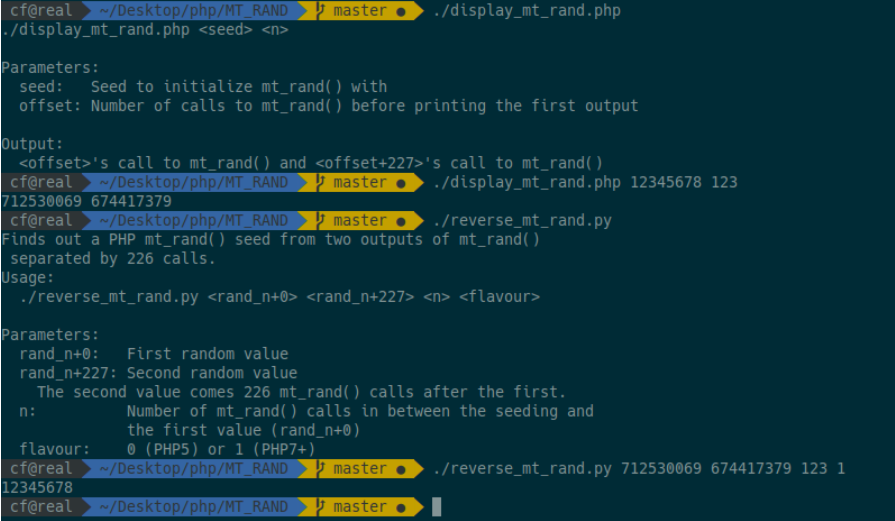 cf@real ~/Desktop/php/MT_RAND master ● ./display_mt_rand.php
./display_mt_rand.php <seed> <n>
Parameters:
seed: Seed to initialize mt_rand() with
offset: Number of calls to mt_rand() before printing the first output
Output:
<offset>'s call to mt_rand() and <offset+227>'s call to mt_rand()
cf@real ~/Desktop/php/MT_RAND master ● ./display_mt_rand.php 12345678 123
712530069 674417379
cf@real ~/Desktop/php/MT_RAND master ● ./reverse_mt_rand.py
Finds out a PHP mt_rand() seed from two outputs of mt_rand()
separated by 226 calls.
Usage:
./reverse_mt_rand.py <rand_n+0> <rand_n+227> <n> <flavour>
Parameters:
rand_n+0: First random value
rand_n+227: Second random value
The second value comes 226 mt_rand() calls after the first.
n: Number of mt_rand() calls in between the seeding and
the first value (rand_n+0)
flavour: 0 (PHP5) or 1 (PHP7+)
cf@real ~/Desktop/php/MT_RAND master ● ./reverse_mt_rand.py 712530069 674417379 123 1
12345678
cf@real ~/Desktop/php/MT_RAND master ●